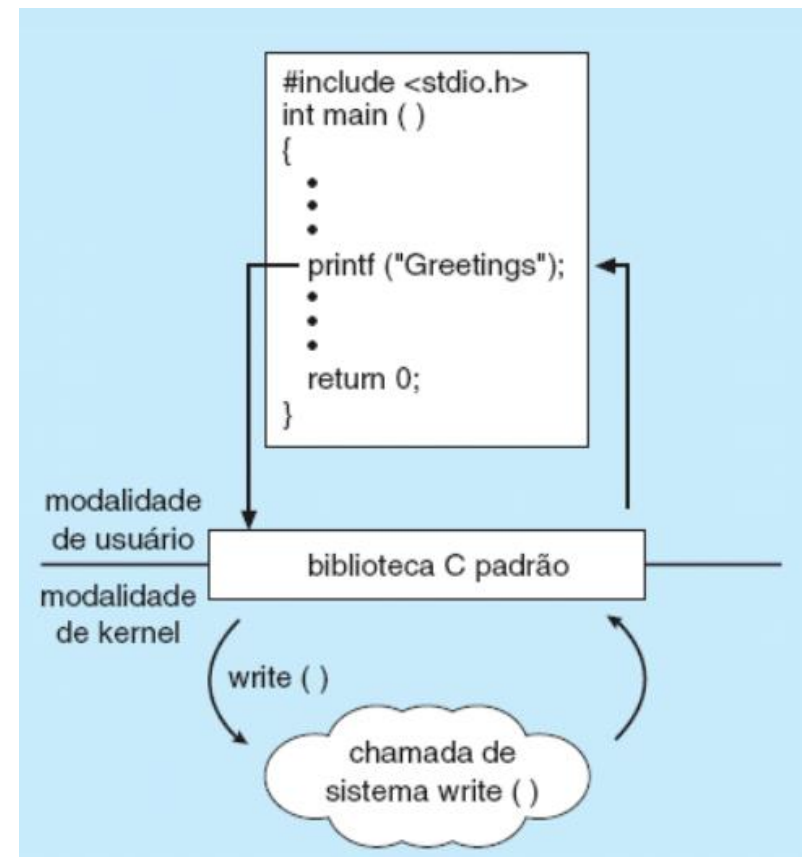 #include <stdio.h>
int main ( )
{
•
•
•
printf ("Greetings");
•
•
•
return 0;
}
modalidade
de usuário
biblioteca C padrão
modalidade
de kernel
write ( )
chamada de
sistema write ( )